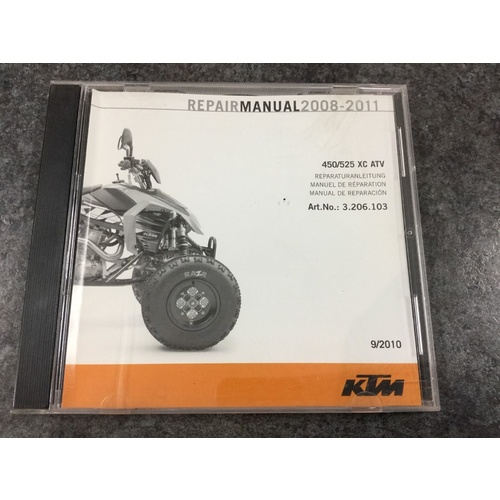 REPAIRMANUAL2008-2011
450/525 XC ATV
REPARATURANLEITUNG
MANUEL DE RÉPARATION
MANUAL DE REPARACIÓN
Art.No.: 3.206.103
RAZR
9/2010
KTM